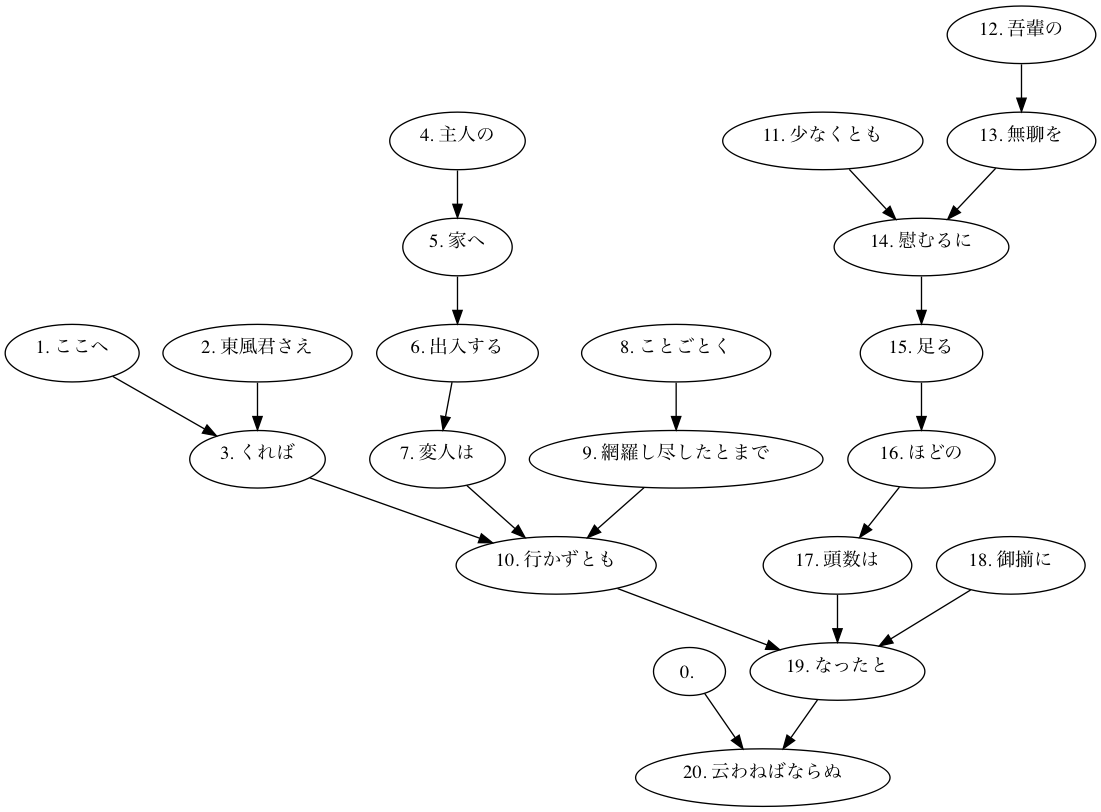 12. 吾輩の
4. 主人の
11. 少なくとも
13. 無聊を
5. 家へ
14. 慰むるに
1. ここへ
2. 東風君さえ
6. 出入する
8. ことごとく
15. 足る
3. くれば
7. 変人は
9. 網羅し尽したとまで
16. ほどの
10. 行かずとも
17. 頭数は
18. 御揃に
0.
19. なったと
20. 云わねばならぬ